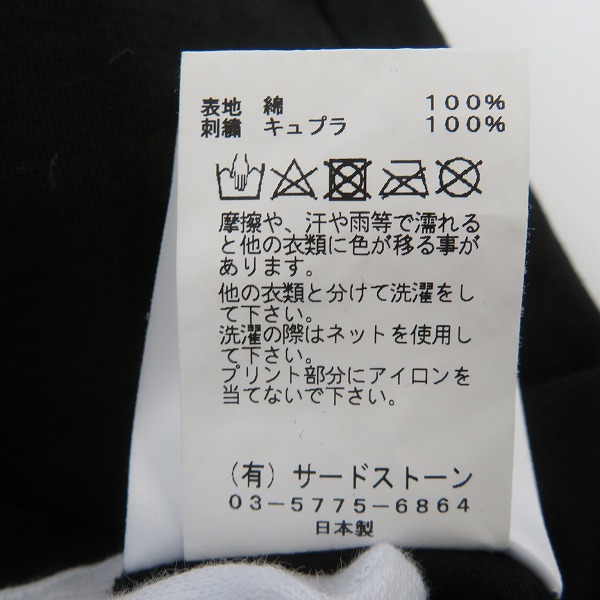 表地 綿 100%
刺繍 キュプラ 100%
摩擦や、汗や雨等で濡れる
と他の衣類に色が移る事が
あります。
他の衣類と分けて洗濯をし
て下さい。
洗濯の際はネットを使用し
て下さい。
プリント部分にアイロンを
当てないで下さい。
(有)サードストーン
03-5775-6864
日本製